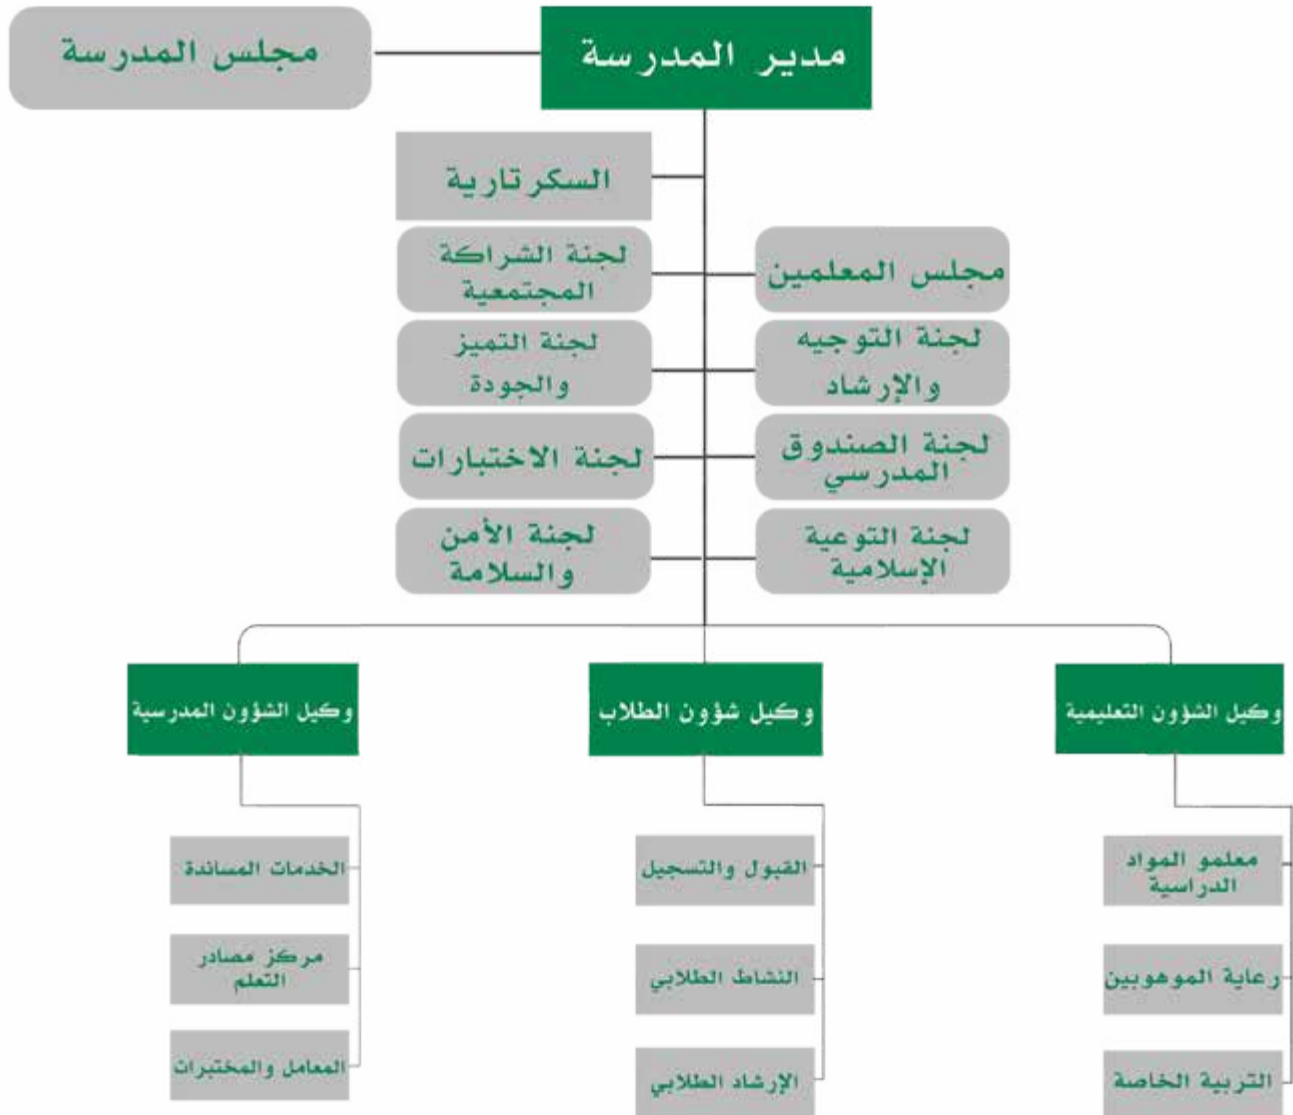 مدير المدرسة
مجلس المدرسة
السكرتارية
مجلس المعلمين
لجنة الشراكة
المجتمعية
لجنة التوجيه
والإرشاد
لجنة التميز
والجودة
لجنة الصندوق
المدرسي
لجنة الاختبارات
لجنة التوعية
الإسلامية
لجنة الأمن
والسلامة
وكيل الشؤون التعليمية
معلمو المواد
الدراسية
رعاية الموهوبين
التربية الخاصة
وكيل شؤون الطلاب
القبول والتسجيل
النشاط الطلابي
الإرشاد الطلابي
وكيل الشؤون المدرسية
الخدمات المساندة
مركز مصادر
التعلم
المعامل والمختبرات